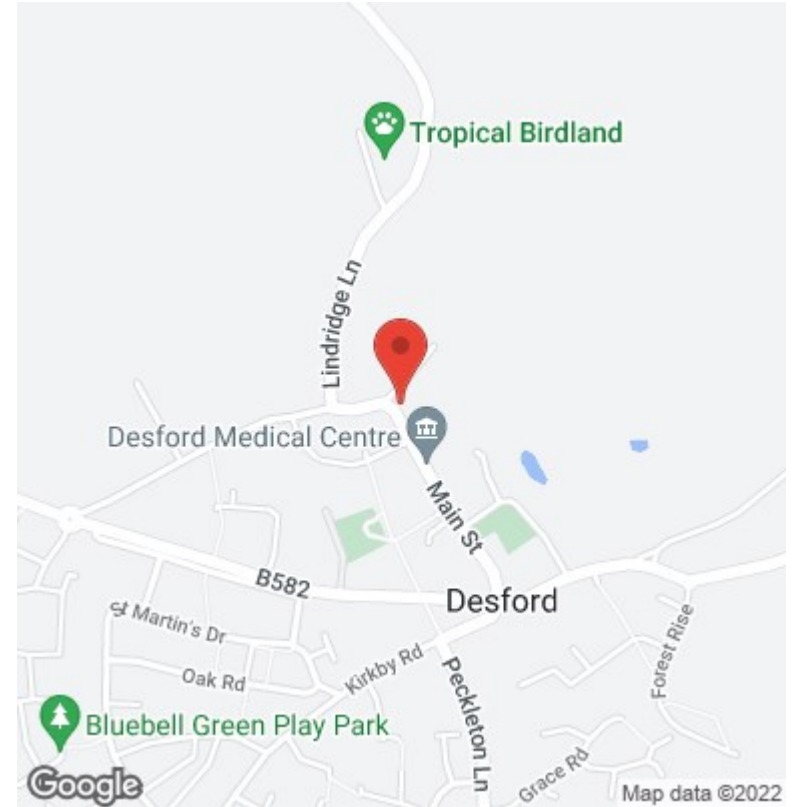 Tropical Birdland
Lindridge Ln
Desford Medical Centre
Main St
B582
Desford
St Martin's Dr
Kirkby Rd
Oak Rd
Forest Rise
Peckleton Ln
Bluebell Green Play Park
Grace Rd
Google
Map data ©2022